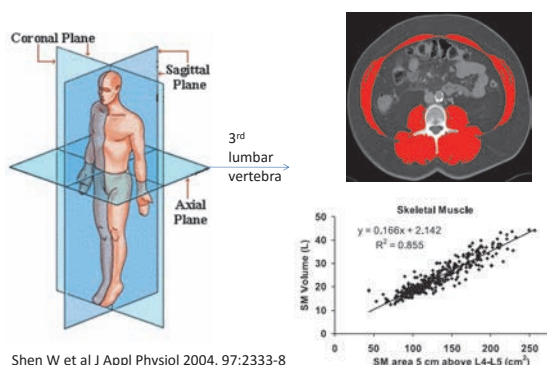 Coronal Plane
Sagittal
Plane
3rd
lumbar
vertebra
Axial
Plane
Skeletal Muscle
y = 0.166x + 2.142
R² = 0.855
SM Volume (L)
50
40
30
20
10
0
0
50
100
150
200
250
SM area 5 cm above L4-L5 (cm²)
Shen W et al J Appl Physiol 2004, 97:2333-8